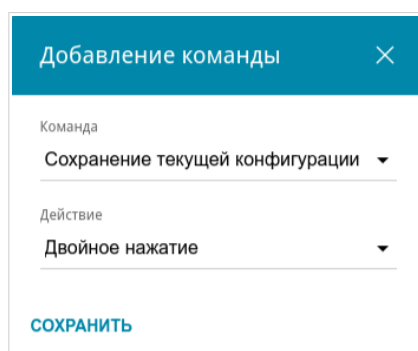 Добавление команды
Команда
Сохранение текущей конфигурации
Действие
Двойное нажатие
СОХРАНИТЬ